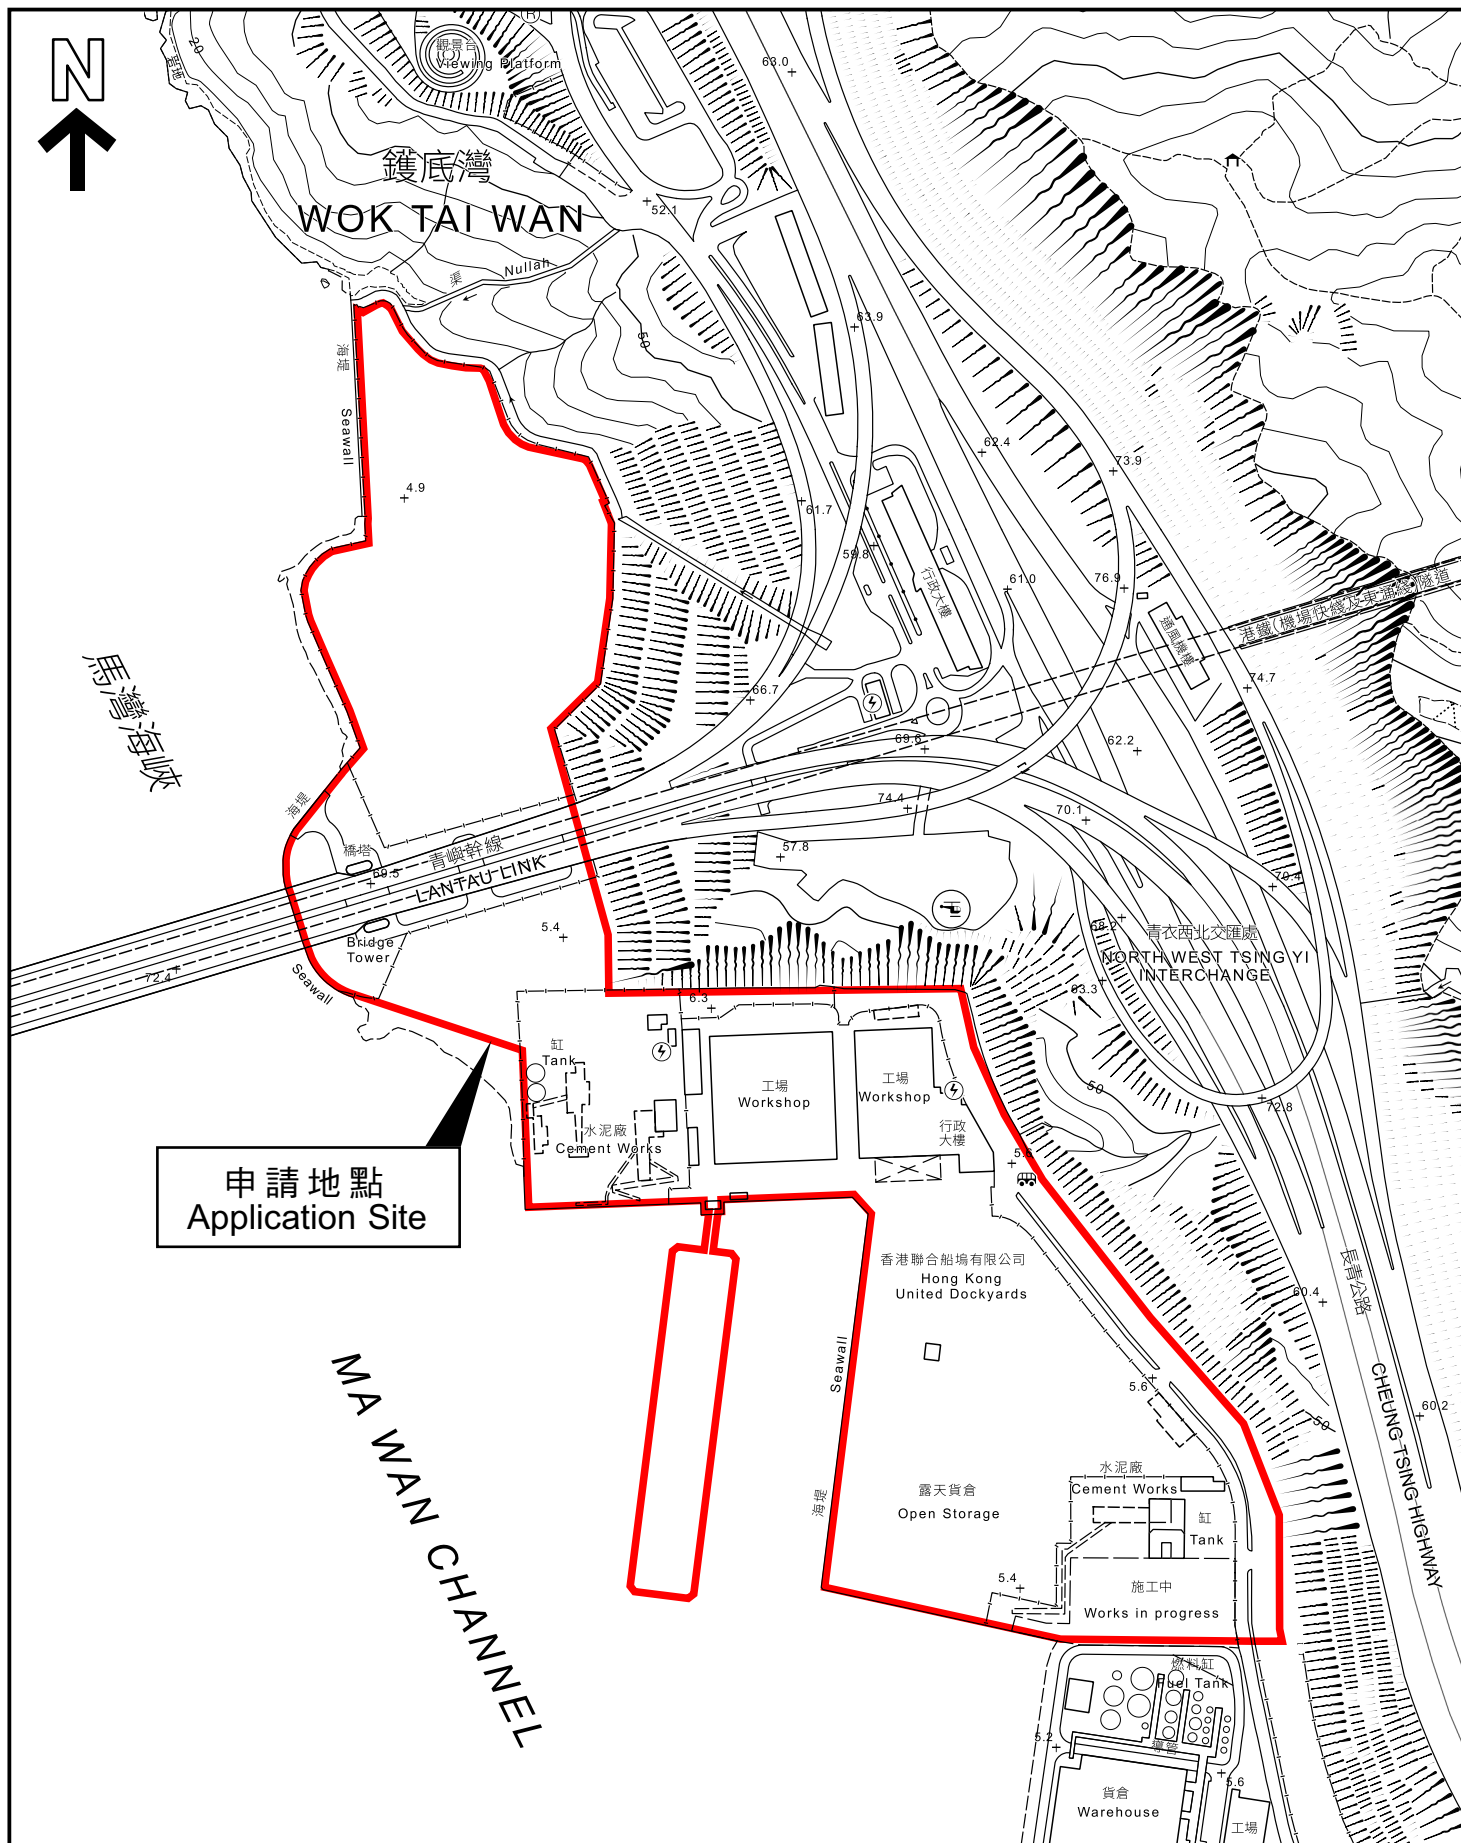 N
20
岩地
觀景台
Viewing Platform
R
63.0
鑊底灣
WOK TAI WAN
52.1
渠
Nullah
50
63.9
海堤
Seawall
4.9
62.4
73.9
61.7
59.8
行政大樓
61.0
76.9
通風機樓
港鐵(機場快綫及東涌綫)隧道
74.7
馬灣海峽
66.7
69.6
62.2
74.4
70.1
57.8
70.4
海堤
橋塔
69.5
青嶼幹線
LANTAU LINK
Bridge
Tower
5.4
72.4
Seawall
68.2
青衣西北交匯處
NORTH WEST TSING YI
INTERCHANGE
63.3
6.3
缸
Tank
工場
Workshop
工場
Workshop
50
72.8
水泥廠
Cement Works
行政
大樓
5.6
申請地點
Application Site
香港聯合船塢有限公司
Hong Kong
United Dockyards
60.4
長青公路
CHEUNG TSING HIGHWAY
Seawall
海堤
5.6
60.2
50
MA WAN CHANNEL
水泥廠
Cement Works
缸
Tank
露天貨倉
Open Storage
5.4
施工中
Works in progress
燃料缸
Fuel Tank
5.2
導管
5.6
貨倉
Warehouse
工場